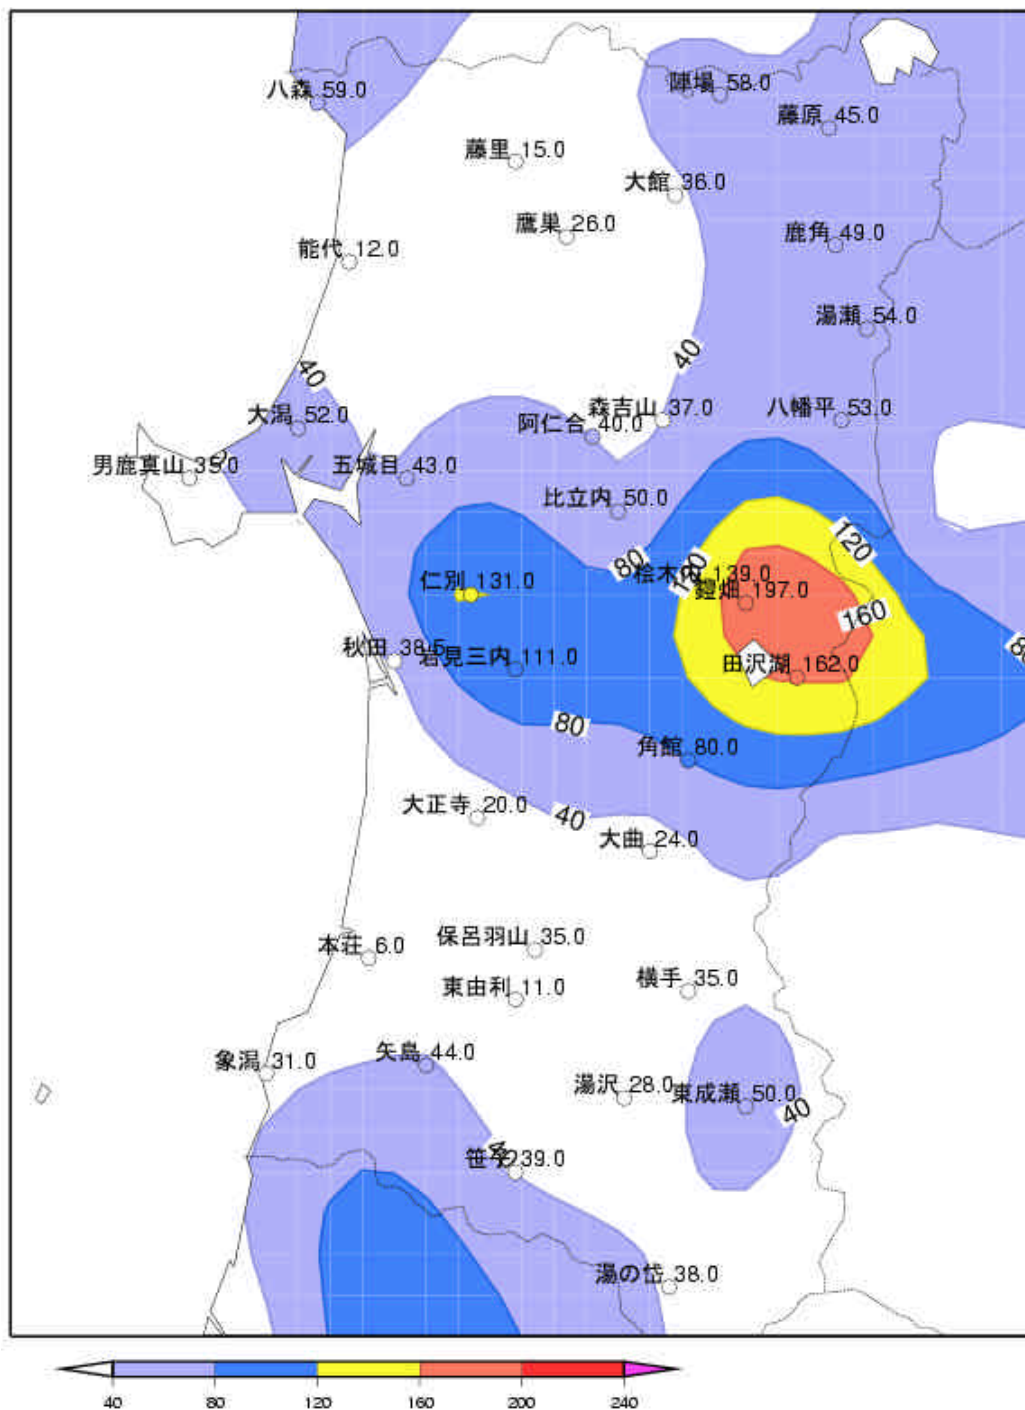 八森 59.0
陣場 58.0
藤原 45.0
藤里 15.0
大館 36.0
鷹巣 26.0
鹿角 49.0
能代 12.0
湯瀬 54.0
40
40
大潟 52.0
森吉山 37.0
八幡平 53.0
阿仁合 40.0
男鹿真山 35.0
五城目 43.0
比立内 50.0
120
80
120
桧木内 139.0
仁別 131.0
鎧畑 197.0
160
秋田 38.5
岩見三内 111.0
田沢湖 162.0
80
80
角館 80.0
大正寺 20.0
40
大曲 24.0
保呂羽山 35.0
本荘 6.0
東由利 11.0
横手 35.0
矢島 44.0
象潟 31.0
湯沢 28.0
東成瀬 50.0
40
40
笹子 39.0
湯の岱 38.0
40 80 120 160 200 240